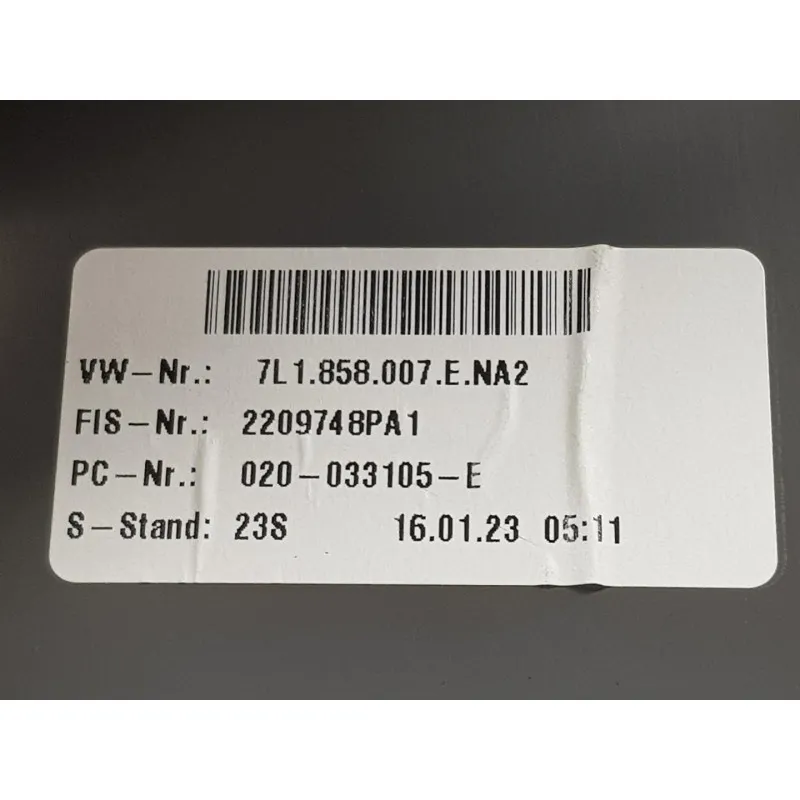 VW-Nr.: 7L1.858.007.E.NA2
FIS-Nr.: 2209748PA1
PC-Nr.: 020-033105-E
S-Stand: 23S 16.01.23 05:11